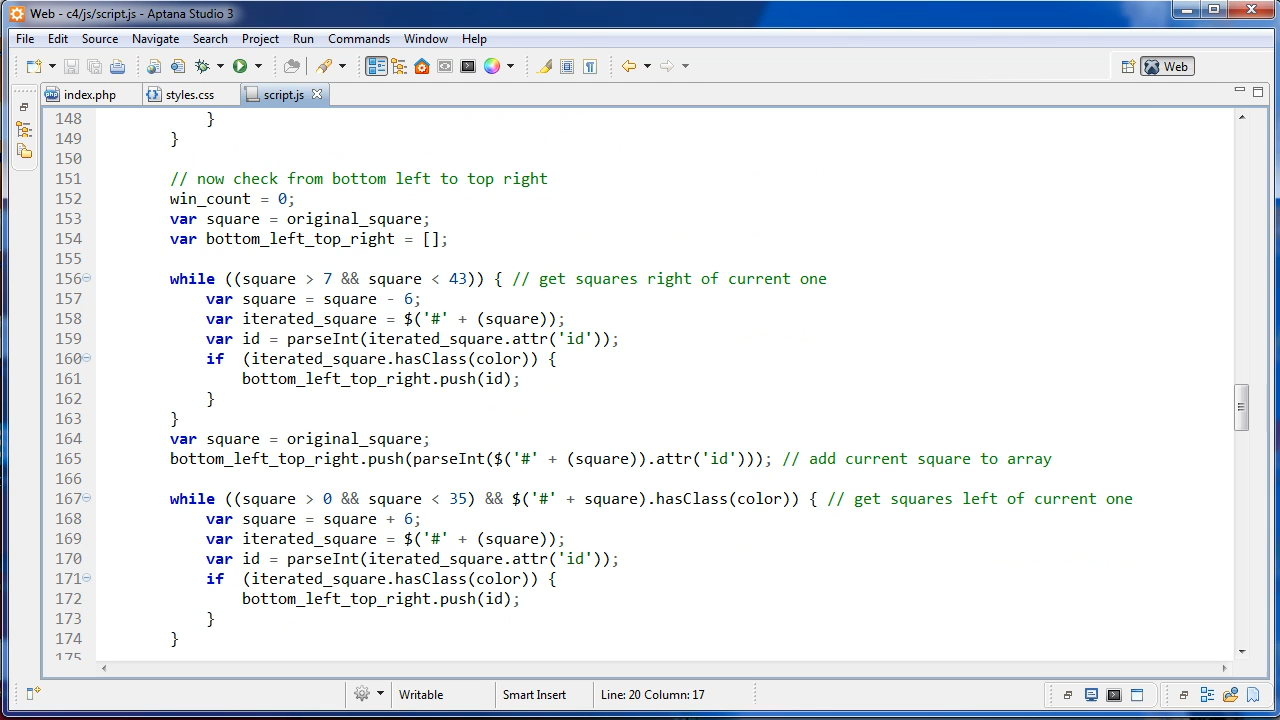 Web - c4/js/script.js - Aptana Studio 3
File Edit Source Navigate Search Project Run Commands Window Help
Web
index.php styles.css script.js
148 }
149 }
150
151 // now check from bottom left to top right
152 win_count = 0;
153 var square = original_square;
154 var bottom_left_top_right = [];
155
156 while ((square > 7 && square < 43)) { // get squares right of current one
157 var square = square - 6;
158 var iterated_square = $('#' + (square));
159 var id = parseInt(iterated_square.attr('id'));
160 if (iterated_square.hasClass(color)) {
161 bottom_left_top_right.push(id);
162 }
163 }
164 var square = original_square;
165 bottom_left_top_right.push(parseInt($('#' + (square)).attr('id'))); // add current square to array
166
167 while ((square > 0 && square < 35) && $('#' + square).hasClass(color)) { // get squares left of current one
168 var square = square + 6;
169 var iterated_square = $('#' + (square));
170 var id = parseInt(iterated_square.attr('id'));
171 if (iterated_square.hasClass(color)) {
172 bottom_left_top_right.push(id);
173 }
174 }
175
Writable Smart Insert Line: 20 Column: 17